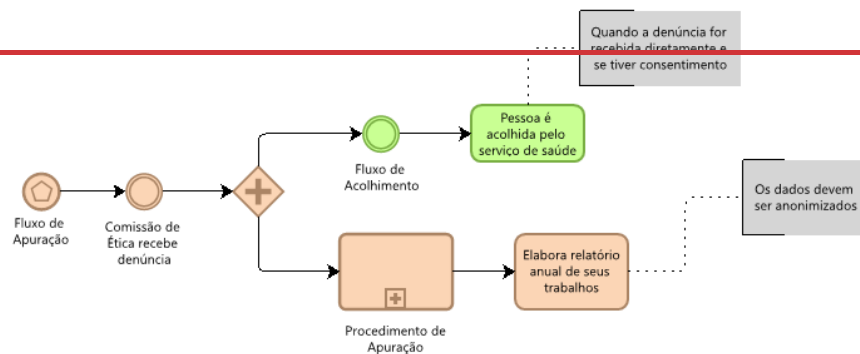 Quando a denúncia for
recebida diretamente e
se tiver consentimento
Pessoa é
acolhida pelo
serviço de saúde
Fluxo de
Acolhimento
Os dados devem
ser anonimizados
Fluxo de
Apuração
Comissão de
Ética recebe
denúncia
Elabora relatório
anual de seus
trabalhos
Procedimento de
Apuração